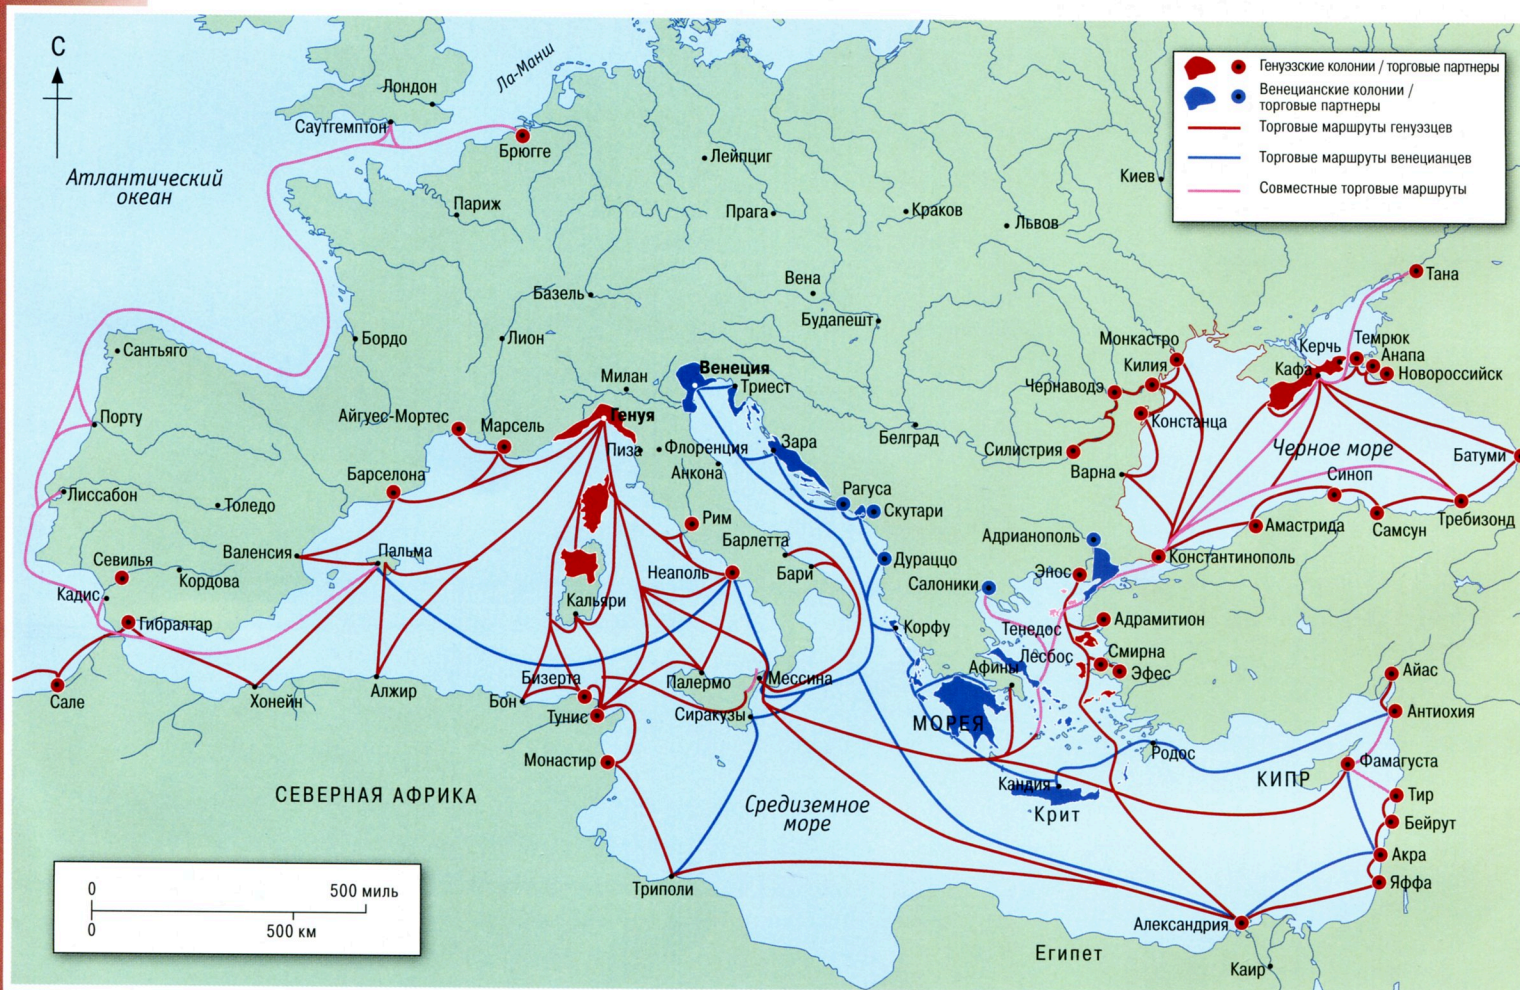 С
Лондон
Ла-Манш
Саутгемптон
Брюгге
Атлантический
океан
Лейпциг
Париж
Прага
Краков
Львов
Киев
Генуэзские колонии / торговые партнеры
Венецианские колонии /
торговые партнеры
Торговые маршруты генуэзцев
Торговые маршруты венецианцев
Совместные торговые маршруты
Базель
Вена
Будапешт
Тана
Сантьяго
Бордо
Лион
Милан
Венеция
Триест
Монкастро
Килия
Чернаводэ
Керчь
Темрюк
Анапа
Кафа
Новороссийск
Порту
Айгуес-Мортес
Марсель
Генуя
Пиза
Флоренция
Анкона
Зара
Белград
Констанца
Силистрия
Варна
Черное море
Батуми
Барселона
Лиссабон
Толедо
Рагуса
Скутари
Синоп
Амастрида
Самсун
Требизонд
Рим
Барлетта
Бари
Адрианополь
Константинополь
Валенсия
Пальма
Севилья
Кордова
Кадис
Неаполь
Дураццо
Салоники
Энос
Гибралтар
Кальяри
Корфу
Тенедос
Адрамитион
Лесбос
Смирна
Эфес
Афины
Сале
Хонейн
Алжир
Бон
Бизерта
Тунис
Палермо
Мессина
Сиракузы
МОРЕЯ
Айас
Антиохия
Монастир
Родос
КИПР
Фамагуста
СЕВЕРНАЯ АФРИКА
Средиземное
море
Кандия
Крит
Тир
Бейрут
Акра
Яффа
Триполи
Александрия
Египет
Каир
0
500 миль
0
500 км